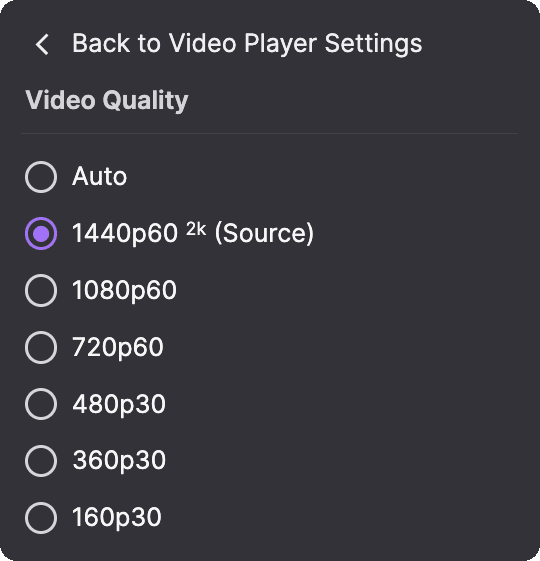 Back to Video Player Settings
Video Quality
Auto
1440p60 2k (Source)
1080p60
720p60
480p30
360p30
160p30